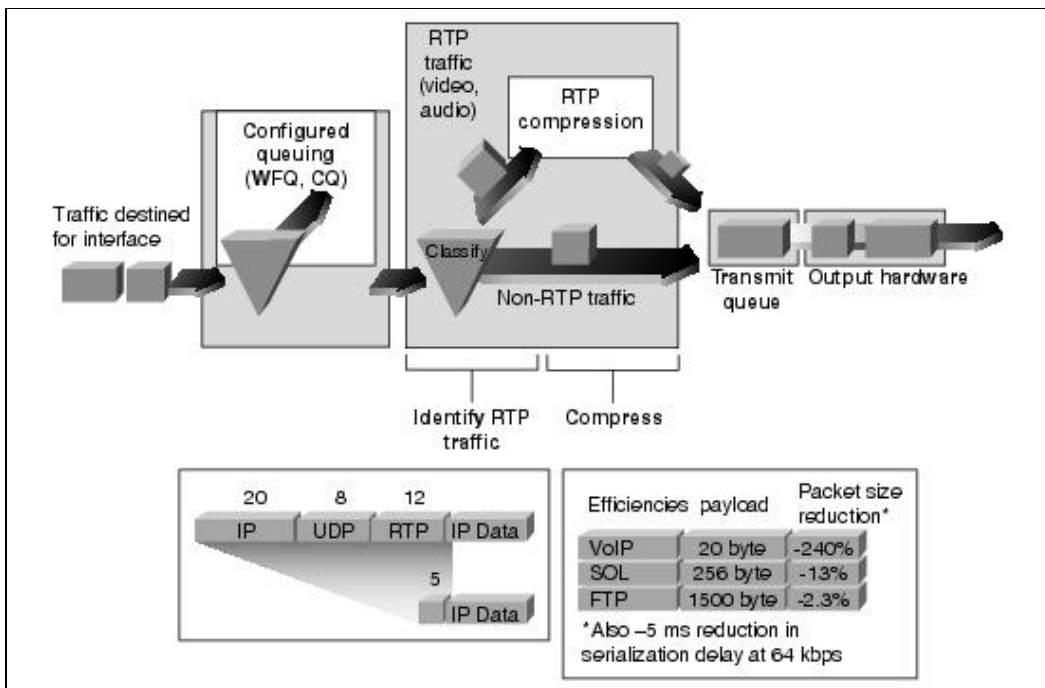 RTP
traffic
(video,
audio)
RTP
compression
Configured
queuing
(WFQ, CQ)
Traffic destined
for interface
Classify
Non-RTP traffic
Transmit
queue
Output hardware
Identify RTP
traffic
Compress
20 8 12
IP UDP RTP IP Data
5
IP Data
Efficiencies payload Packet size
reduction*
VoIP 20 byte -240%
SOL 256 byte -13%
FTP 1500 byte -2.3%
*Also –5 ms reduction in
serialization delay at 64 kbps